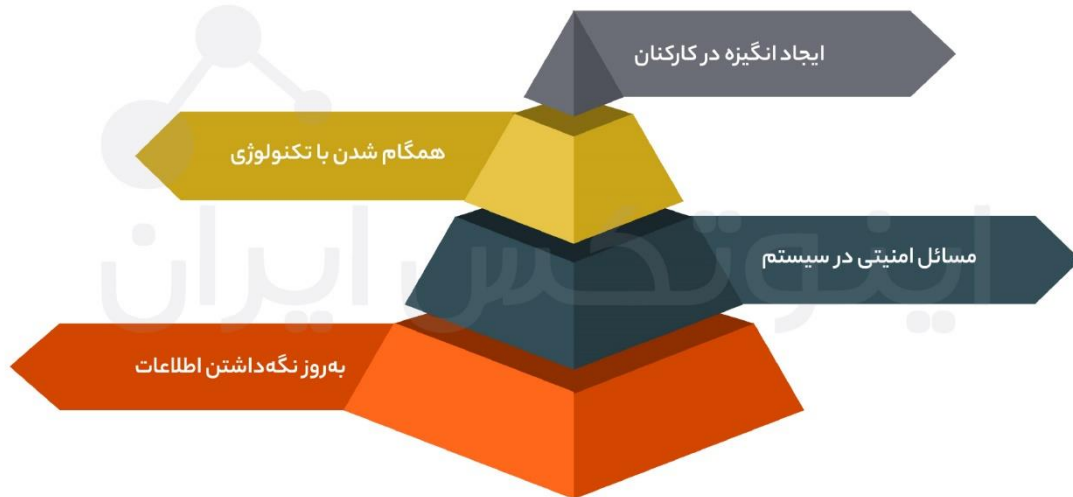 ایجاد انگیزه در کارکنان
همگام شدن با تکنولوژی
مسائل امنیتی در سیستم
اینوتکس ایران
به‌روز نگه‌داشتن اطلاعات